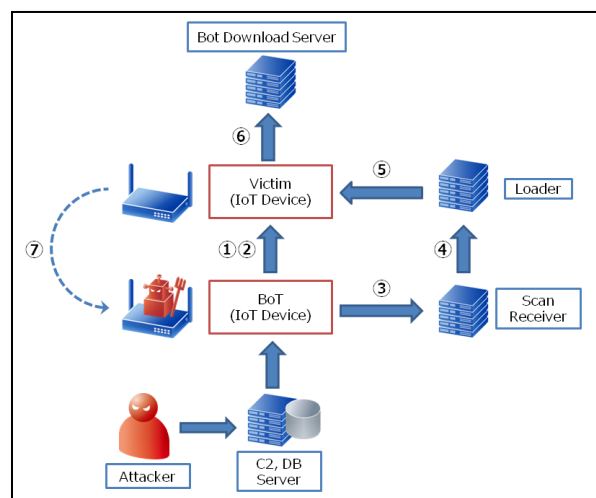 Bot Download Server
⑥
⑤
Victim
(IoT Device)
Loader
⑦
①②
④
③
BoT
(IoT Device)
Scan
Receiver
Attacker
C2, DB
Server